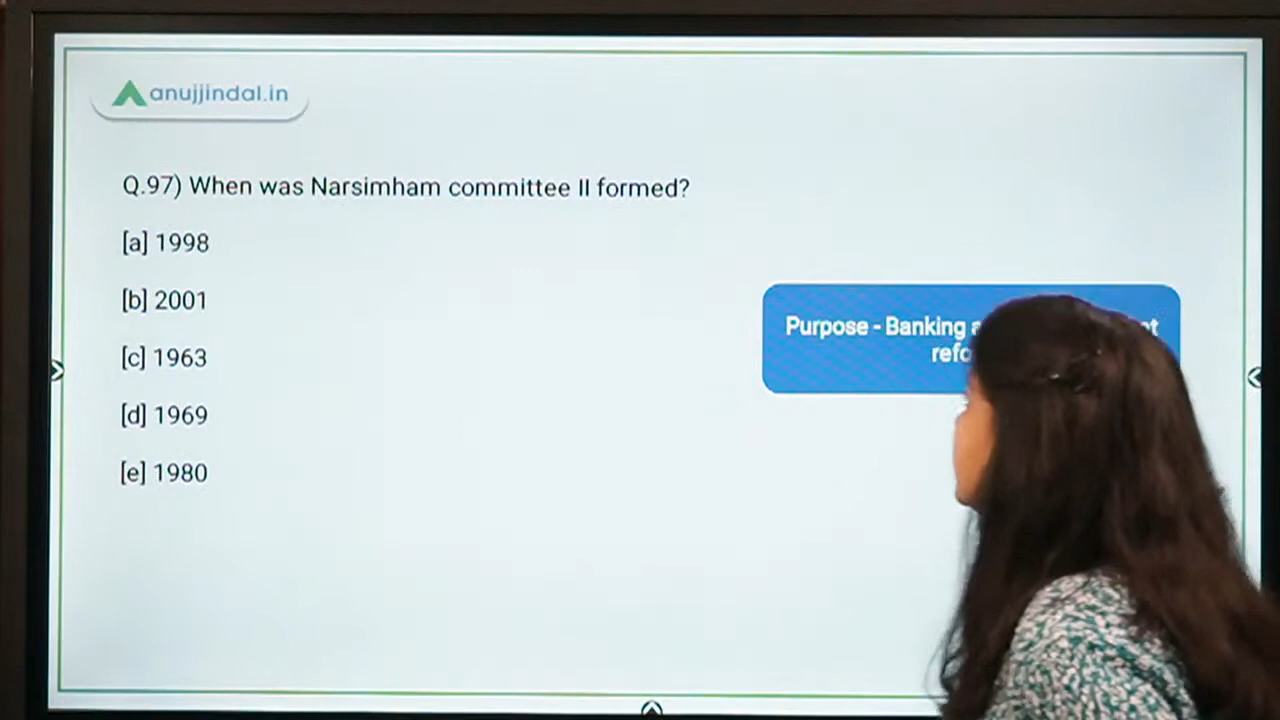 anujjindal.in
Q.97) When was Narsimham committee II formed?
[a] 1998
[b] 2001
[c] 1963
[d] 1969
[e] 1980
Purpose - Banking